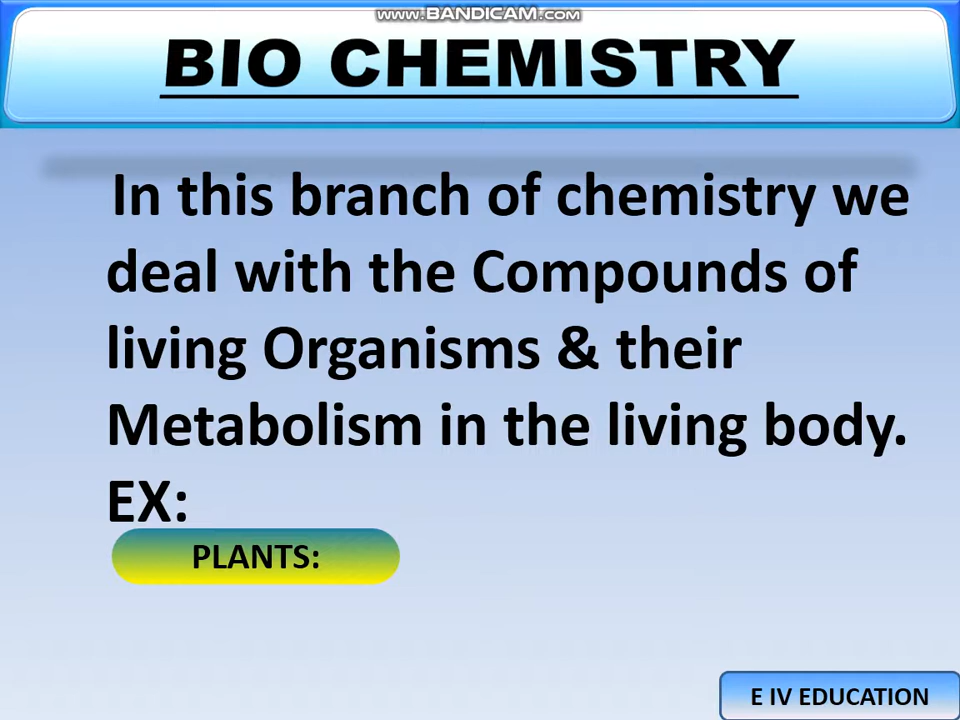 www.BANDICAM.com
BIO CHEMISTRY
In this branch of chemistry we
deal with the Compounds of
living Organisms & their
Metabolism in the living body.
EX:
PLANTS:
E IV EDUCATION